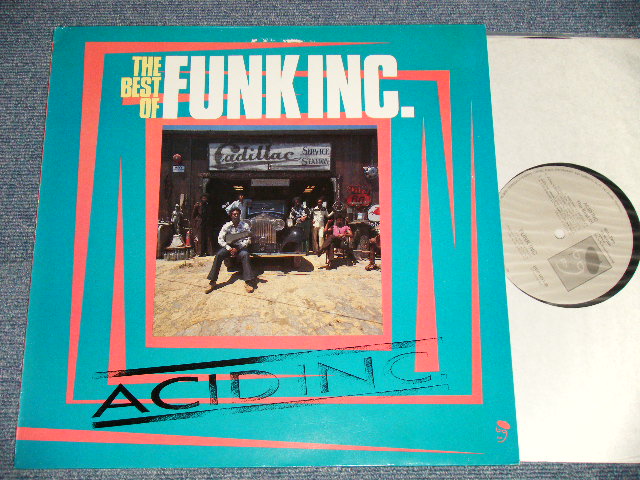 THE
BEST
OF
FUNK INC.
Cadillac
SERVICE
STATION
ACID INC.